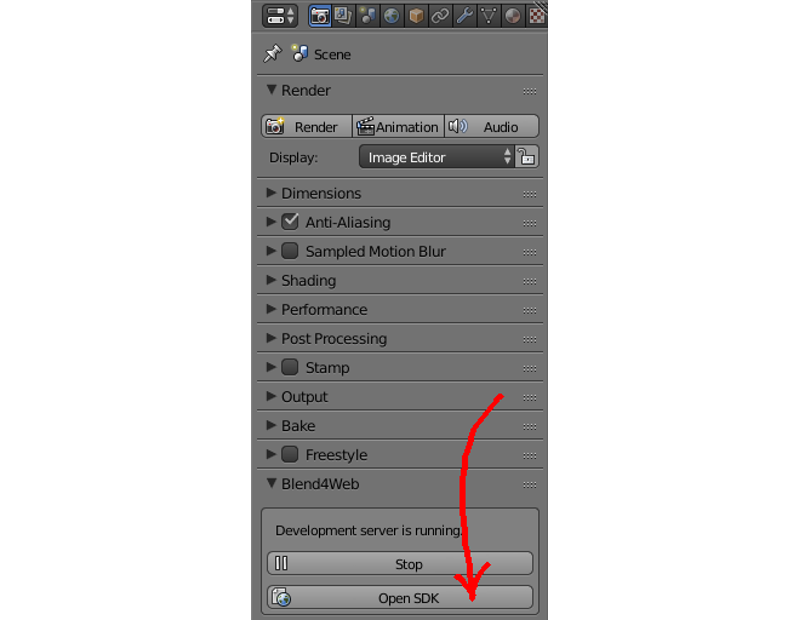 Scene
Render
Render Animation Audio
Display: Image Editor
Dimensions
Anti-Aliasing
Sampled Motion Blur
Shading
Performance
Post Processing
Stamp
Output
Bake
Freestyle
Blend4Web
Development server is running.
Stop
Open SDK